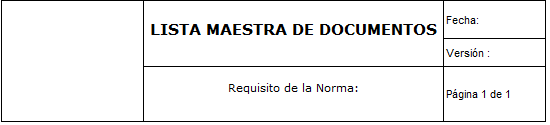 LISTA MAESTRA DE DOCUMENTOS
Fecha:
Versión :
Requisito de la Norma:
Página 1 de 1